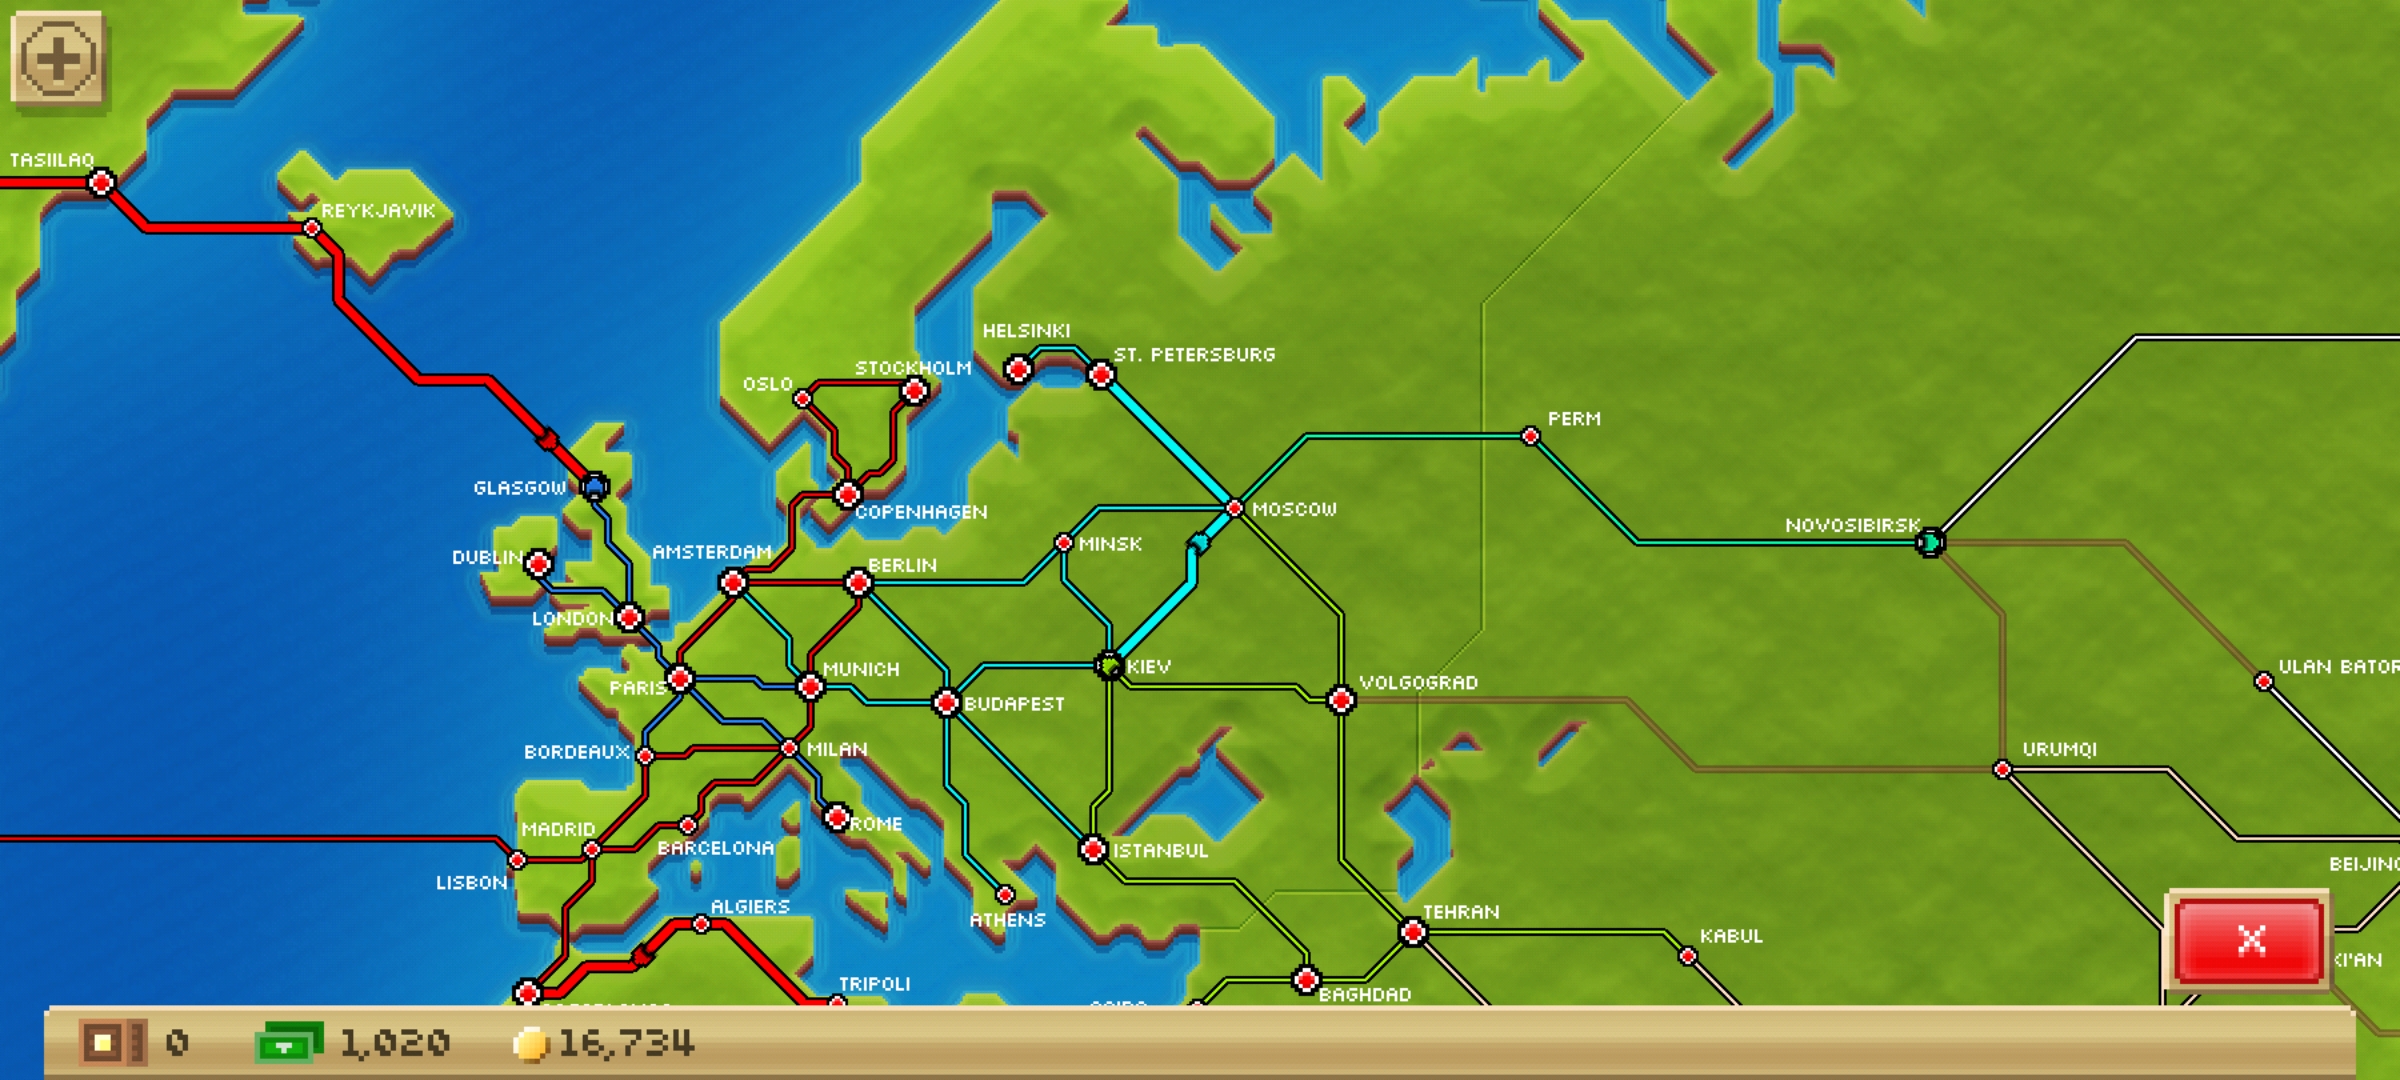 TASIILAQ
REYKJAVIK
HELSINKI
ST. PETERSBURG
STOCKHOLM
OSLO
PERM
GLASGOW
COPENHAGEN
MOSCOW
NOVOSIBIRSK
DUBLIN
AMSTERDAM
MINSK
BERLIN
LONDON
PARIS
MUNICH
KIEV
ULAN BATOR
VOLGOGRAD
BUDAPEST
BORDEAUX
MILAN
URUMQI
ROME
MADRID
BARCELONA
ISTANBUL
BEIJING
LISBON
ALGIERS
ATHENS
TEHRAN
KABUL
X
XI'AN
TRIPOLI
BAGHDAD
0 1,020 16,734